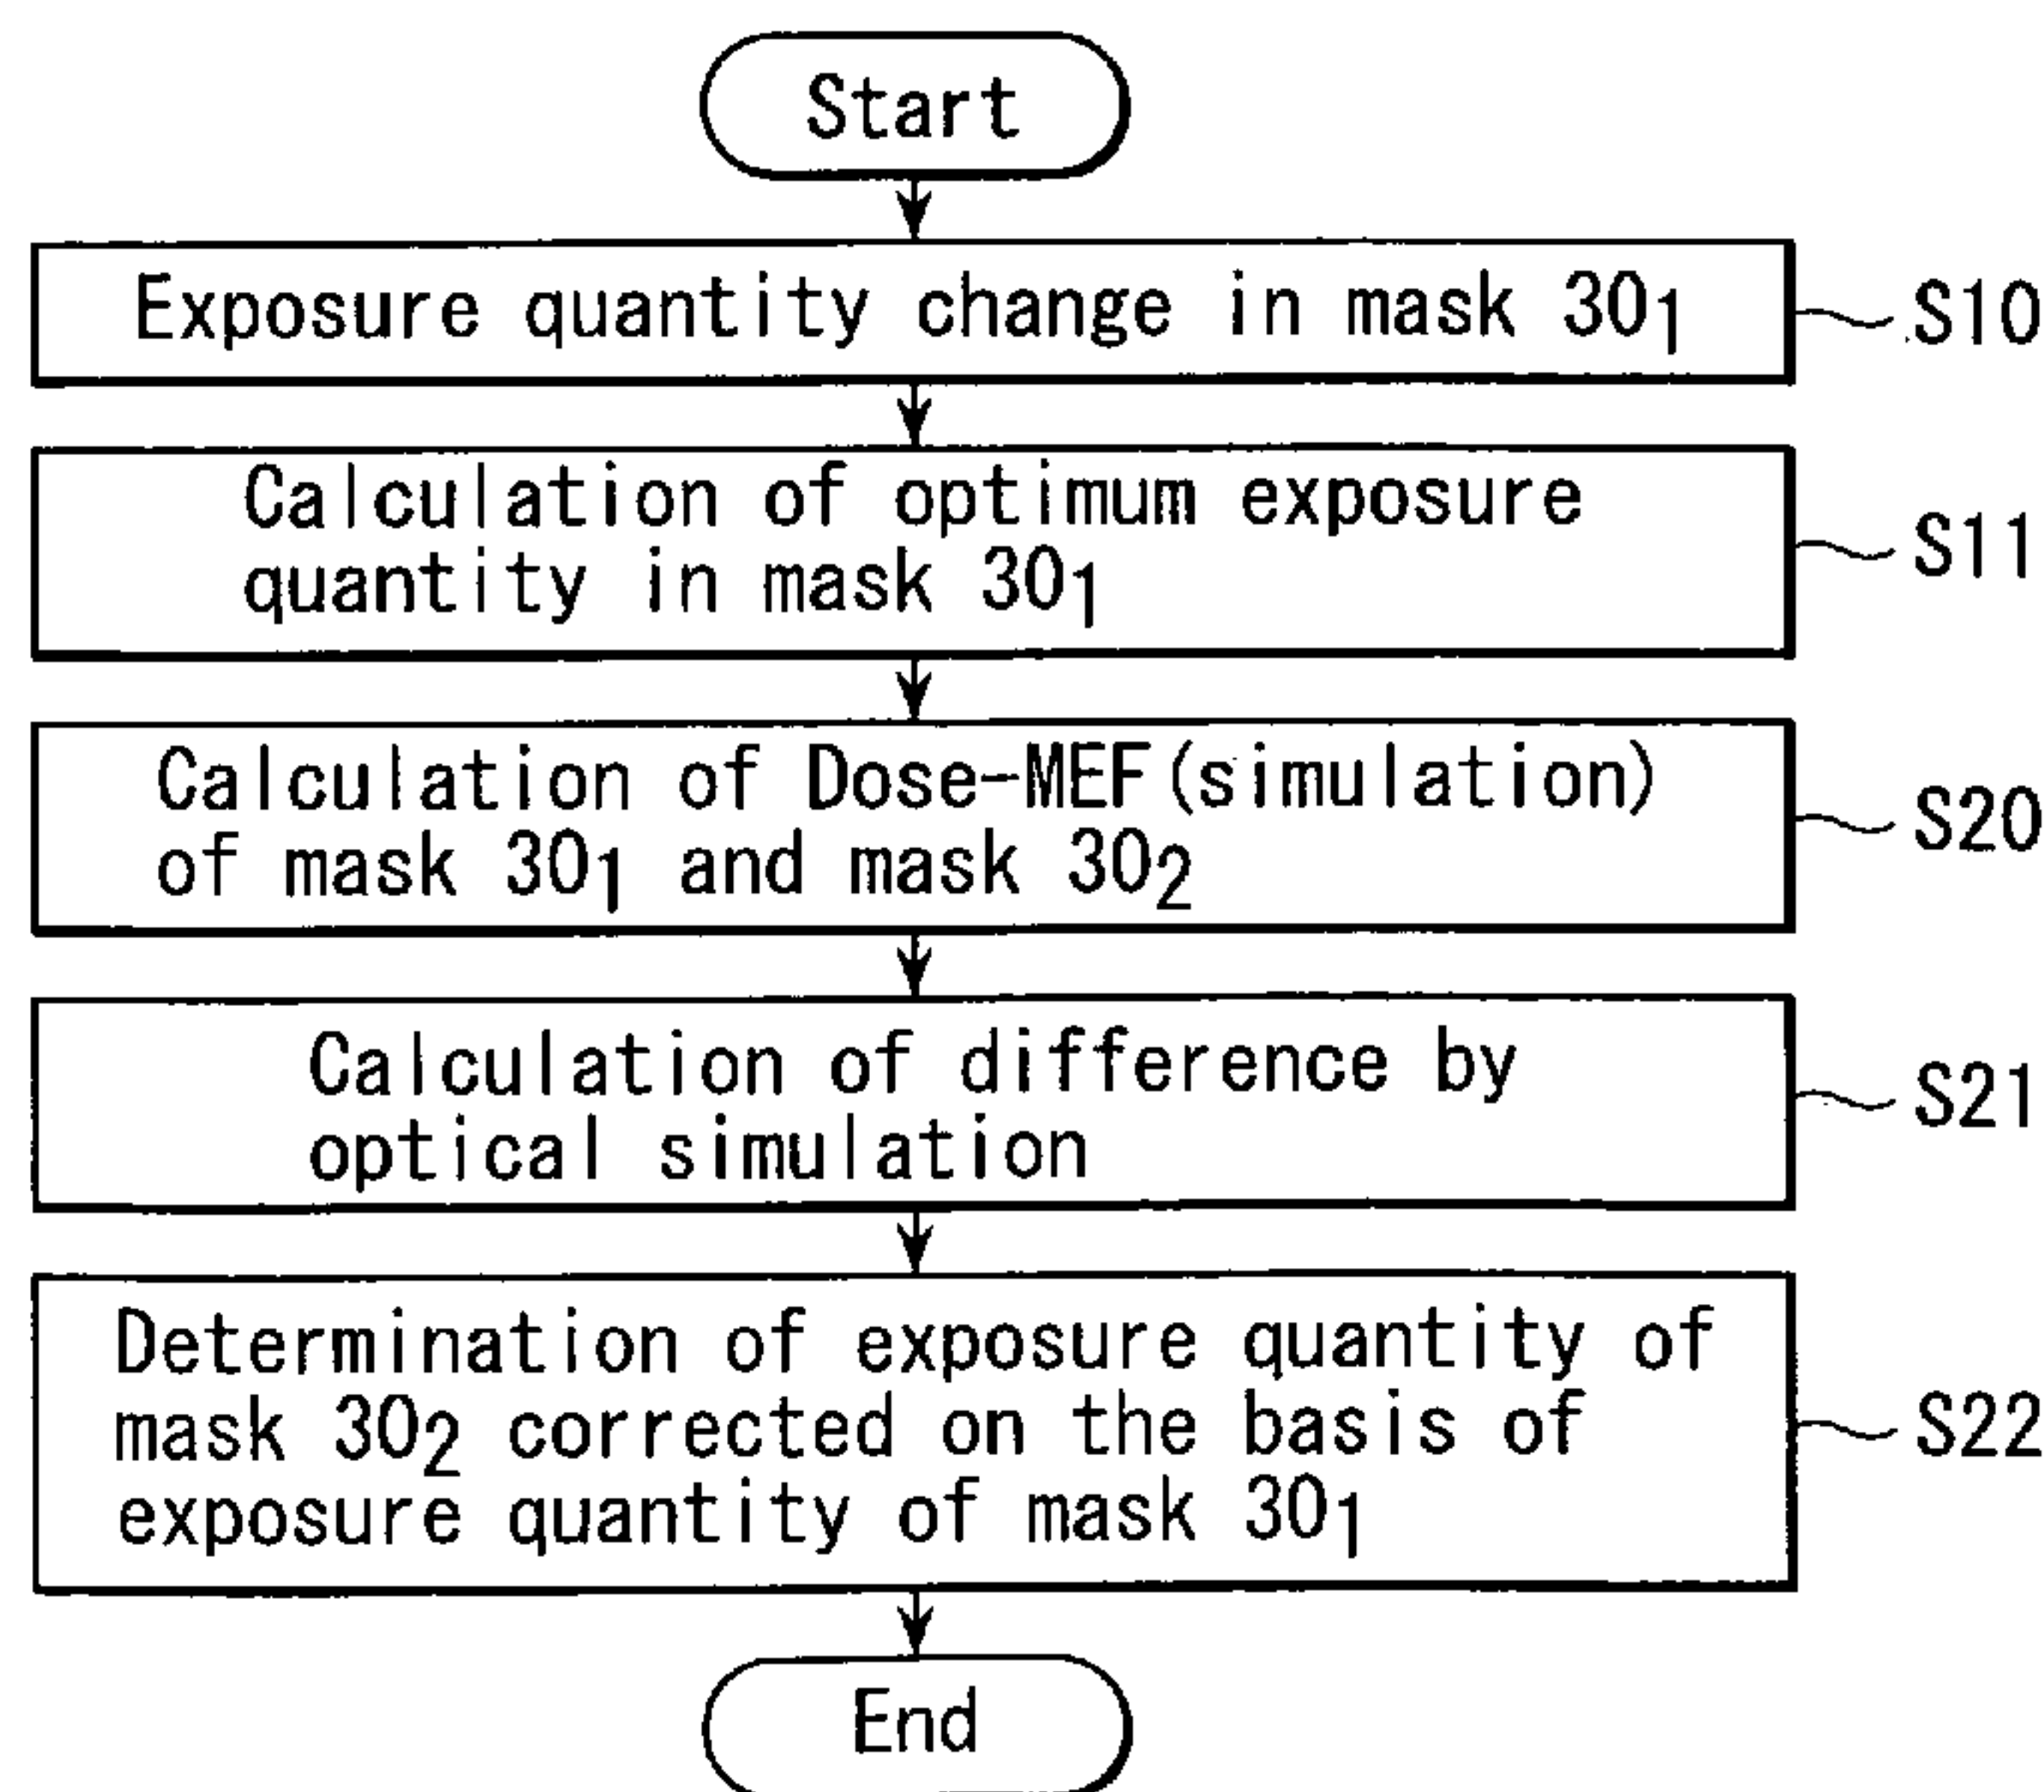 Start
Exposure quantity change in mask 30₁
S10
Calculation of optimum exposure
quantity in mask 30₁
S11
Calculation of Dose-MEF(simulation)
of mask 30₁ and mask 30₂
S20
Calculation of difference by
optical simulation
S21
Determination of exposure quantity of
mask 30₂ corrected on the basis of
exposure quantity of mask 30₁
S22
End